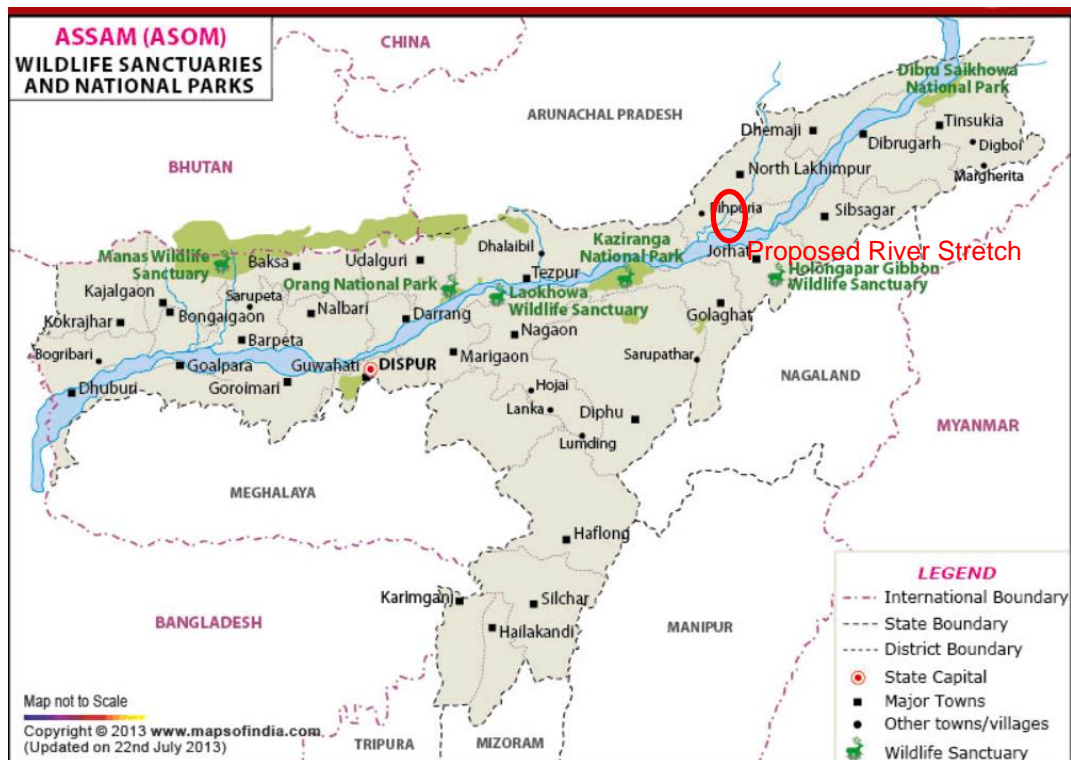 ASSAM (ASOM)
WILDLIFE SANCTUARIES
AND NATIONAL PARKS
CHINA
ARUNACHAL PRADESH
BHUTAN
Dibru Saikhowa
National Park
Tinsukia
Dhemaji
Dibrugarh
Digboi
Margherita
North Lakhimpur
Bihpuria
Sibsagar
Proposed River Stretch
Jorhat
Dhalaibil
Kaziranga
National Park
Holongapar Gibbon
Wildlife Sanctuary
Manas Wildlife
Sanctuary
Baksa
Udalguri
Tezpur
Orang National Park
Laokhowa
Wildlife Sanctuary
Kajalgaon
Sarupeta
Bongaigaon
Nalbari
Darrang
Golaghat
Kokrajhar
Barpeta
Nagaon
Bogribari
Goalpara
Guwahati
DISPUR
Marigaon
Sarupathar
Dhuburi
Goroimari
Hojai
NAGALAND
Lanka
Diphu
MYANMAR
Lumding
MEGHALAYA
Haflong
Karimganj
Silchar
BANGLADESH
Hailakandi
MANIPUR
LEGEND
International Boundary
State Boundary
District Boundary
State Capital
Major Towns
Other towns/villages
Wildlife Sanctuary
Map not to Scale
Copyright © 2013 www.mapsofindia.com
(Updated on 22nd July 2013)
TRIPURA
MIZORAM